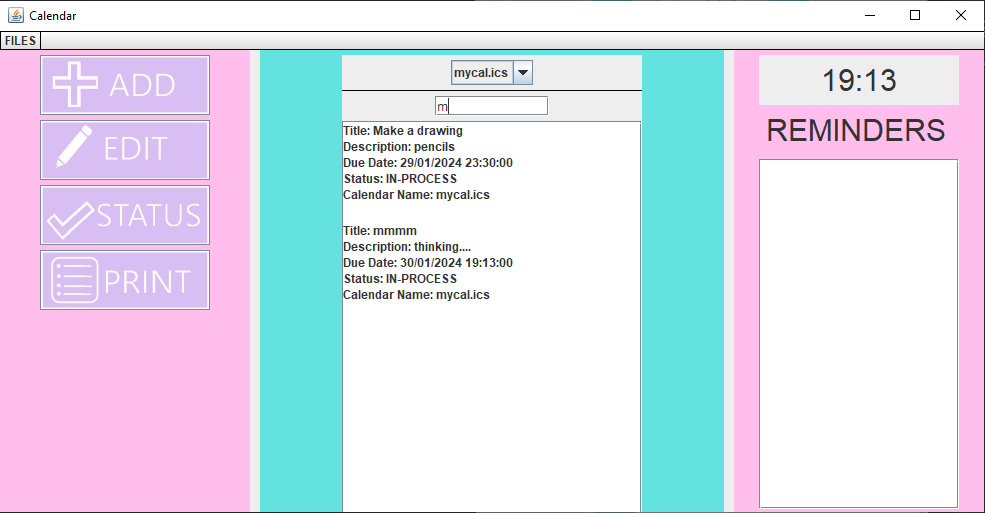 Calendar
FILES
ADD
EDIT
STATUS
PRINT
mycal.ics
m
Title: Make a drawing
Description: pencils
Due Date: 29/01/2024 23:30:00
Status: IN-PROCESS
Calendar Name: mycal.ics
Title: mmmm
Description: thinking....
Due Date: 30/01/2024 19:13:00
Status: IN-PROCESS
Calendar Name: mycal.ics
19:13
REMINDERS